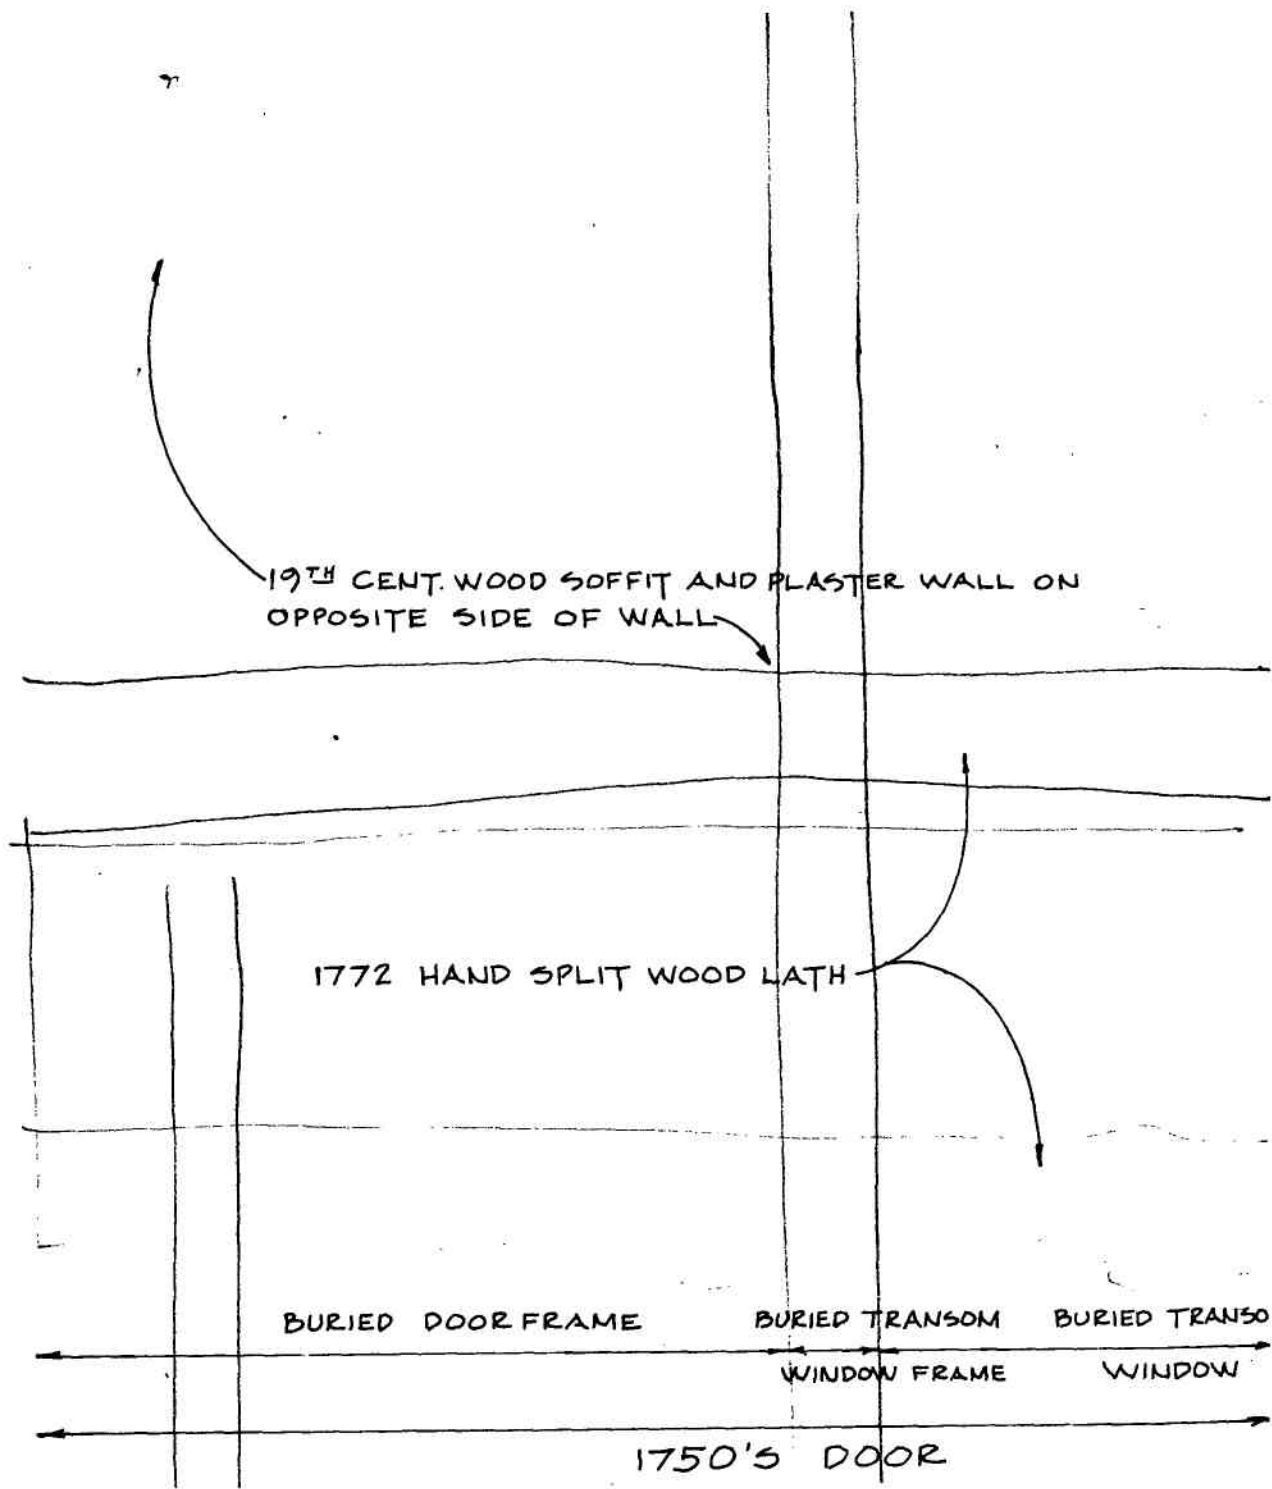 19TH CENT. WOOD SOFFIT AND PLASTER WALL ON
OPPOSITE SIDE OF WALL
1772 HAND SPLIT WOOD LATH
BURIED DOOR FRAME
BURIED TRANSOM
WINDOW FRAME
BURIED TRANSO
WINDOW
1750'S DOOR